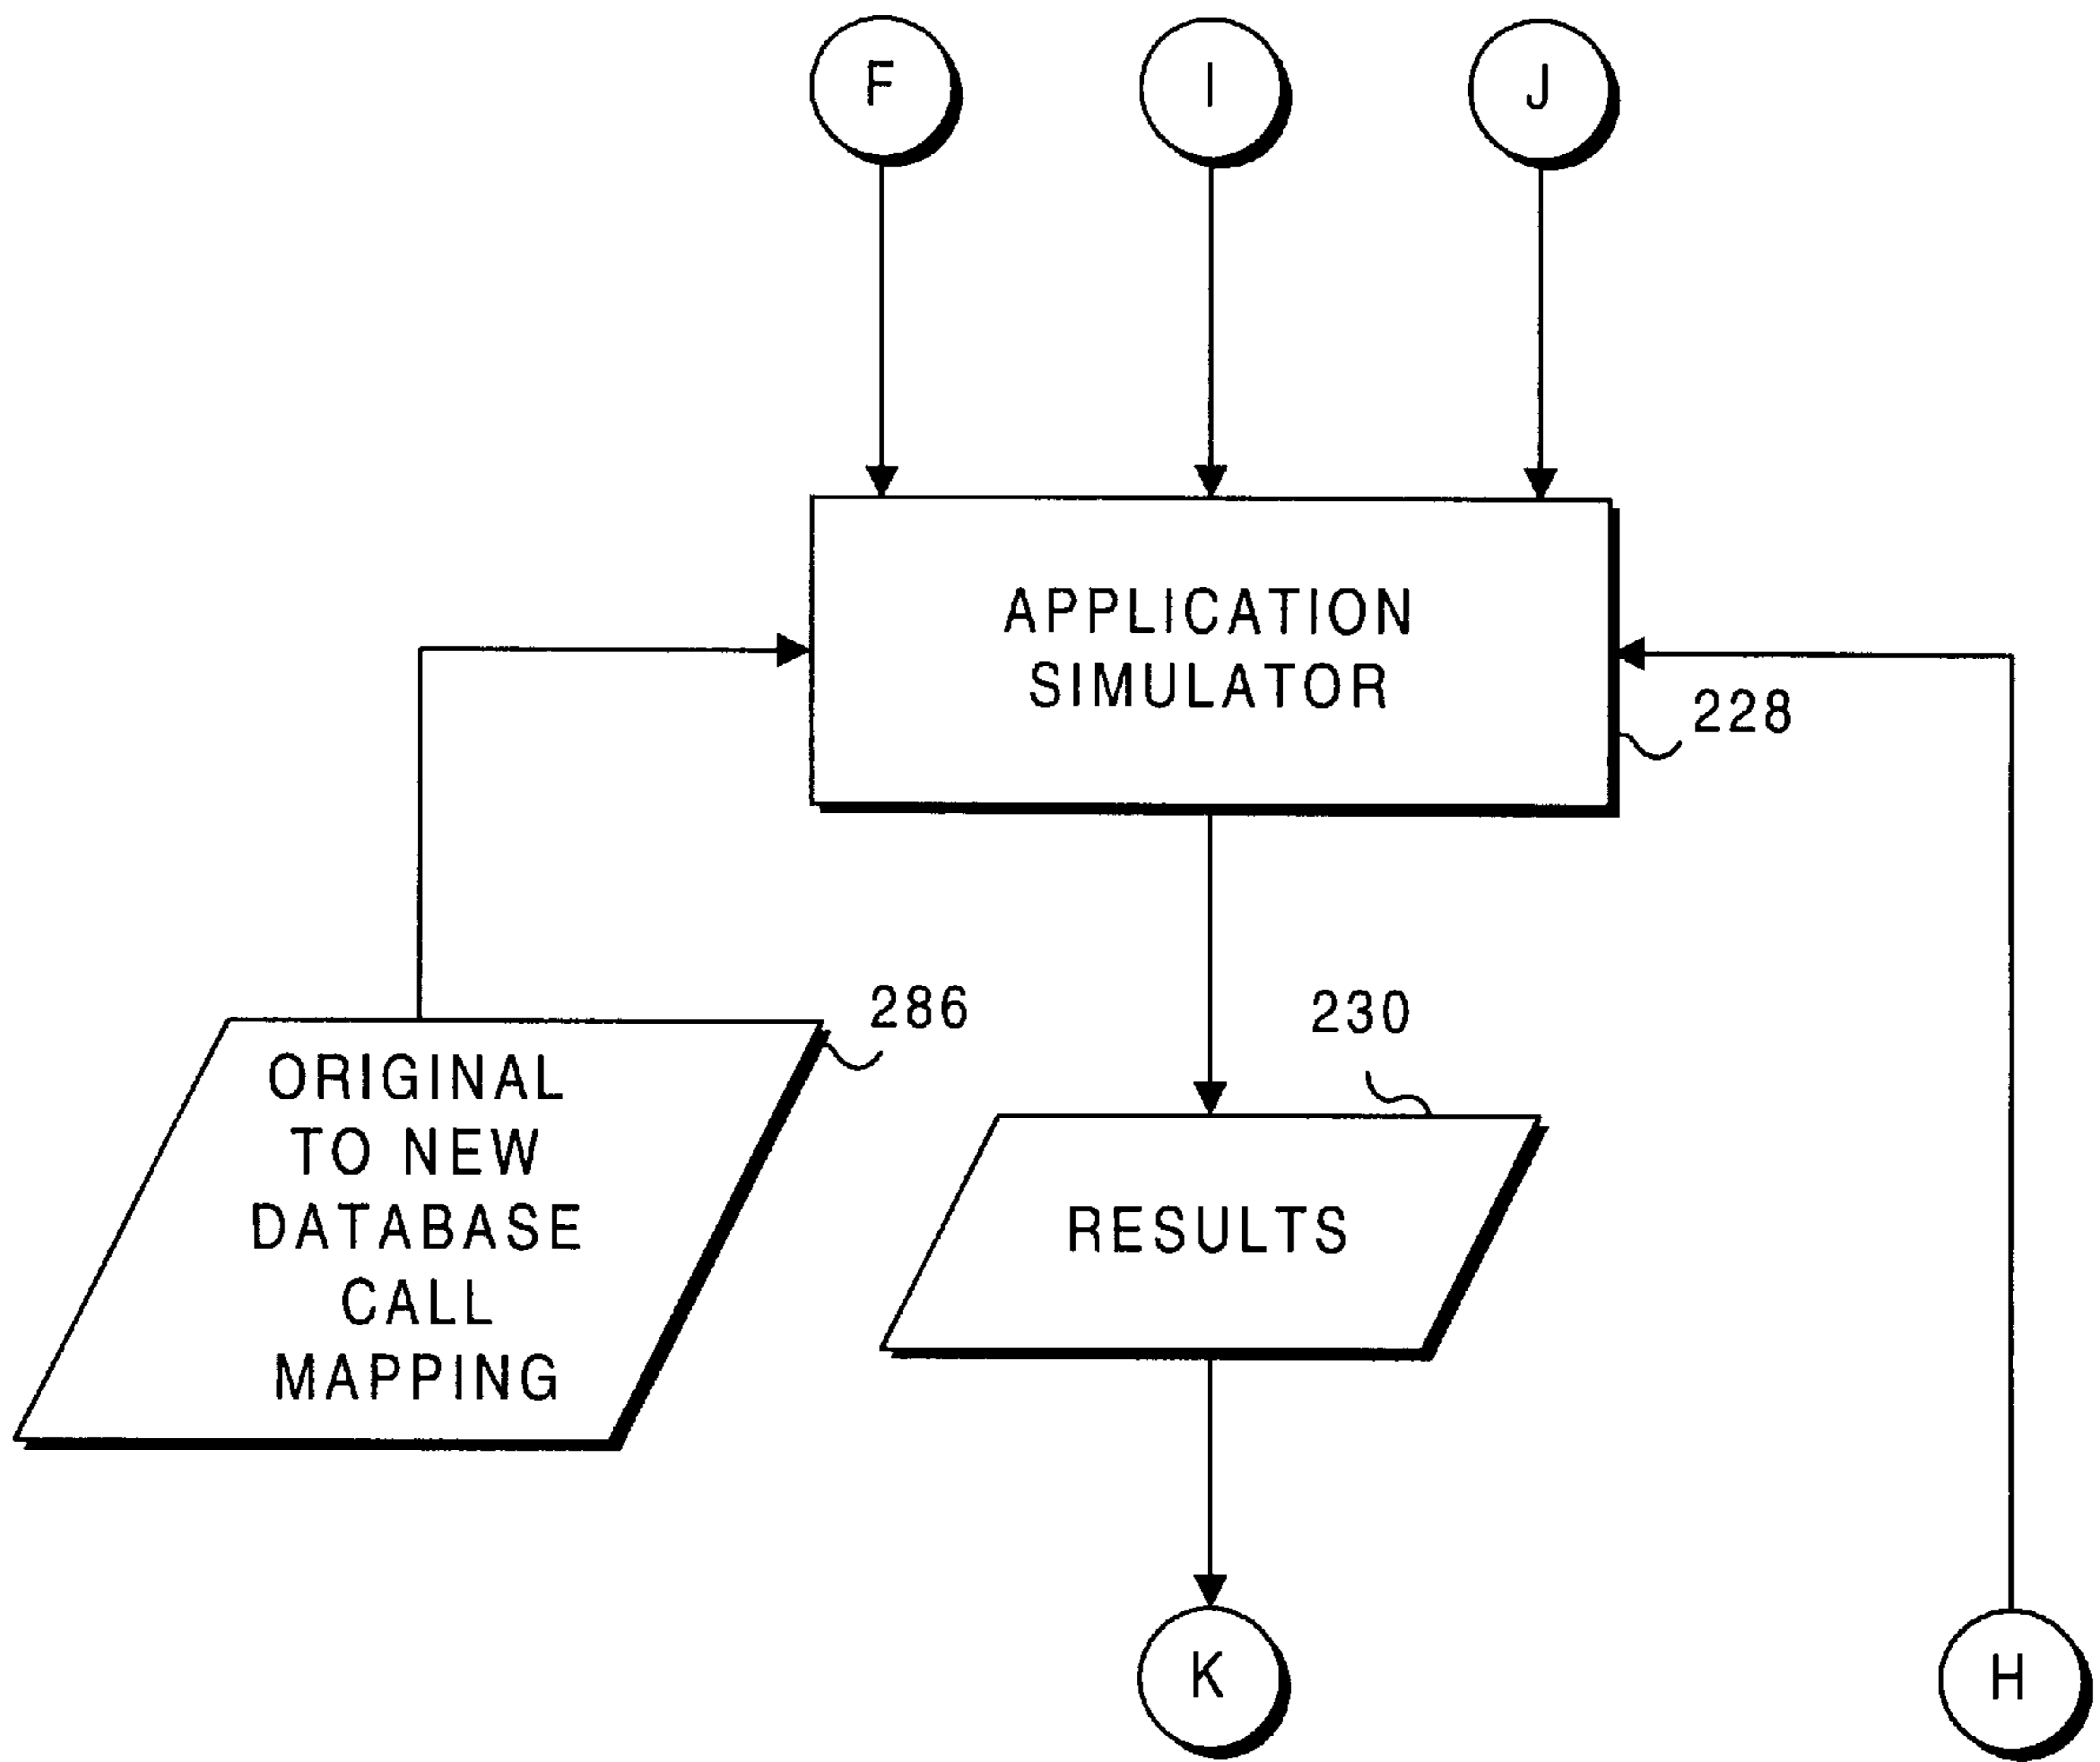 F
I
J
APPLICATION
SIMULATOR
228
286
230
ORIGINAL
TO NEW
DATABASE
CALL
MAPPING
RESULTS
K
H